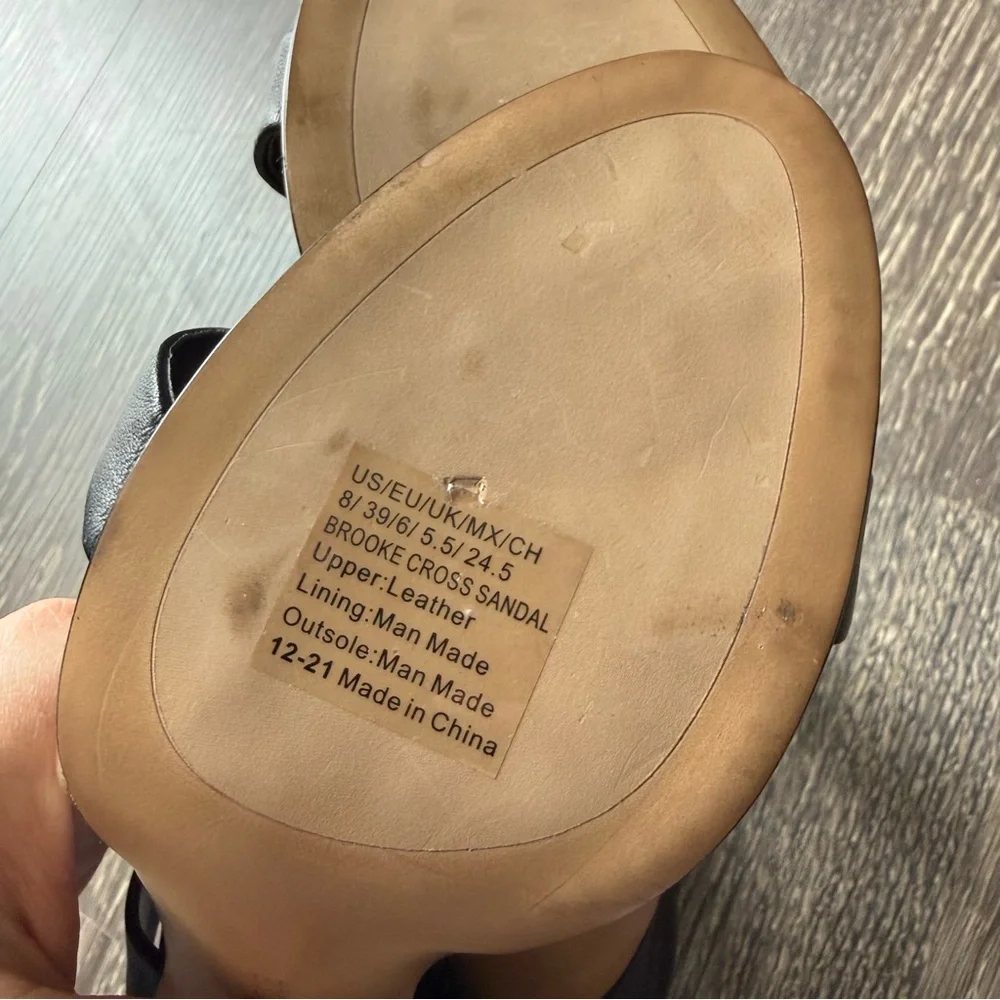 US/EU/UK/MX/CH
8/ 39/6/ 5.5/ 24.5
BROOKE CROSS SANDAL
Upper:Leather
Lining:Man Made
Outsole:Man Made
12-21 Made in China